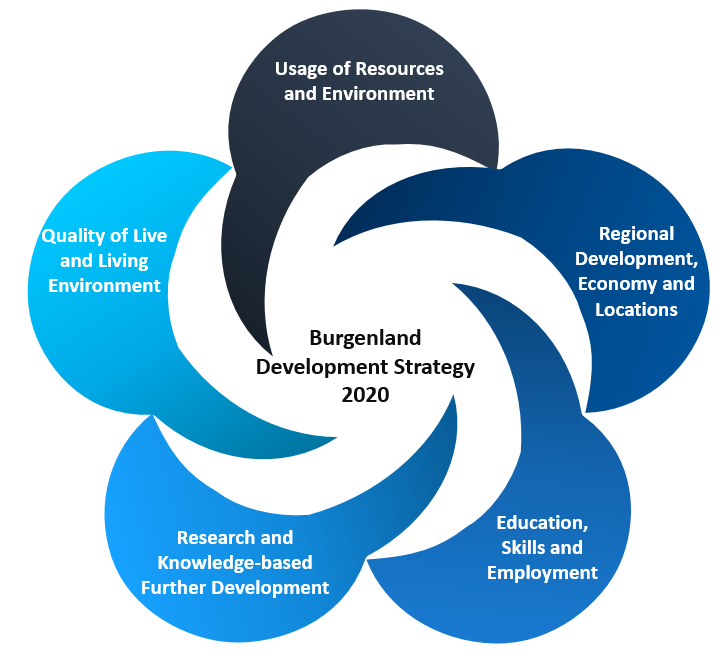 Usage of Resources
and Environment
Regional
Development,
Economy and
Locations
Education,
Skills and
Employment
Research and
Knowledge-based
Further Development
Quality of Live
and Living
Environment
Burgenland
Development Strategy
2020